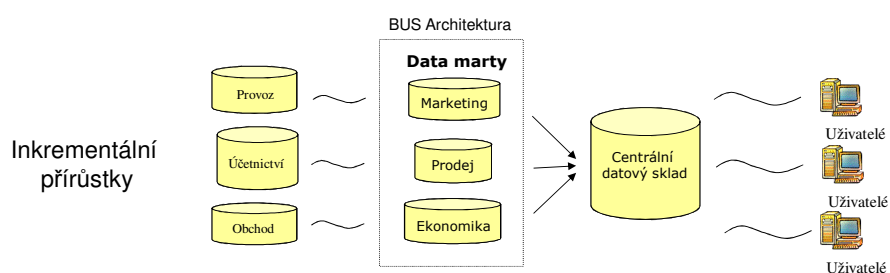 BUS Architektura
Data marty
Provoz
Marketing
Uživatelé
Inkrementální
přírůstky
Účetnictví
Prodej
Centrální
datový sklad
Uživatelé
Obchod
Ekonomika
Uživatelé